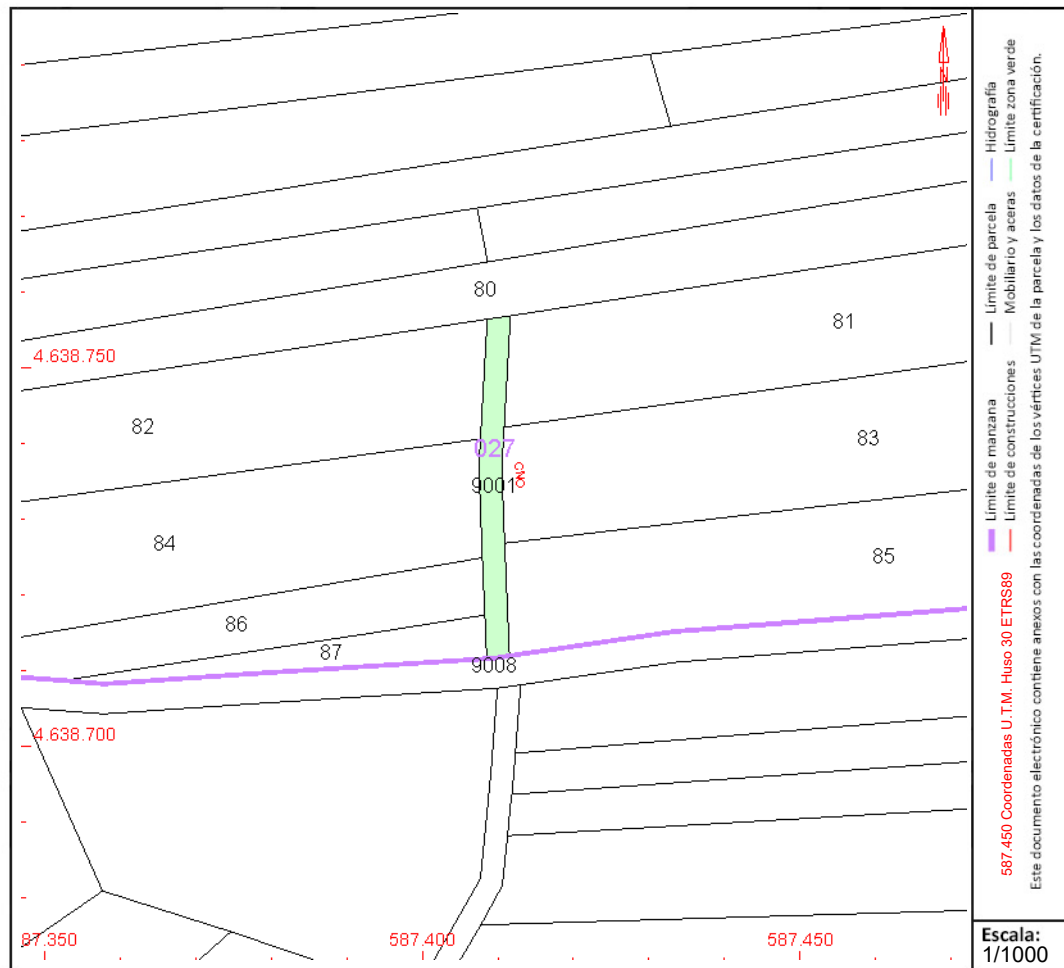 80
81
4.638.750
82
027
83
CMO
9001
84
85
86
87
9008
4.638.700
87.350
587.400
587.450
Límite de manzana
Límite de parcela
Hidrografía
Límite de construcciones
Mobiliario y aceras
Límite zona verde
587.450 Coordenadas U.T.M. Huso 30 ETRS89
Este documento electrónico contiene anexos con las coordenadas de los vértices UTM de la parcela y los datos de la certificación.
Escala:
1/1000